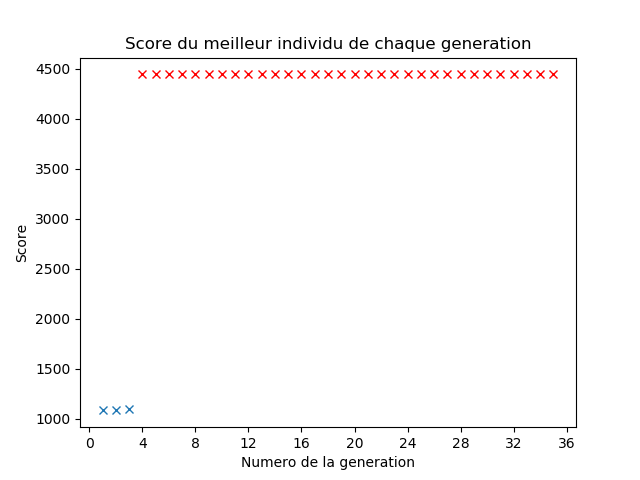 Score du meilleur individu de chaque generation
4500
4000
3500
3000
2500
2000
1500
1000
Score
0 4 8 12 16 20 24 28 32 36
Numero de la generation